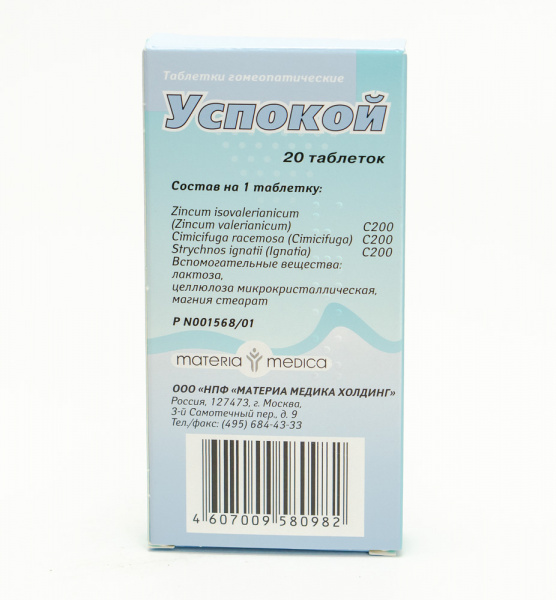 Таблетки гомеопатические
Успокой
20 таблеток
Состав на 1 таблетку:
Zincum isovalerianicum
(Zincum valerianicum) C200
Cimicifuga racemosa (Cimicifuga) C200
Strychnos ignatii (Ignatia) C200
Вспомогательные вещества:
лактоза,
целлюлоза микрокристаллическая,
магния стеарат
Р N001568/01
materia medica
ООО «НПФ «МАТЕРИА МЕДИКА ХОЛДИНГ»
Россия, 127473, г. Москва,
3-й Самотечный пер., д. 9
Тел./факс: (495) 684-43-33
4 607009 580982